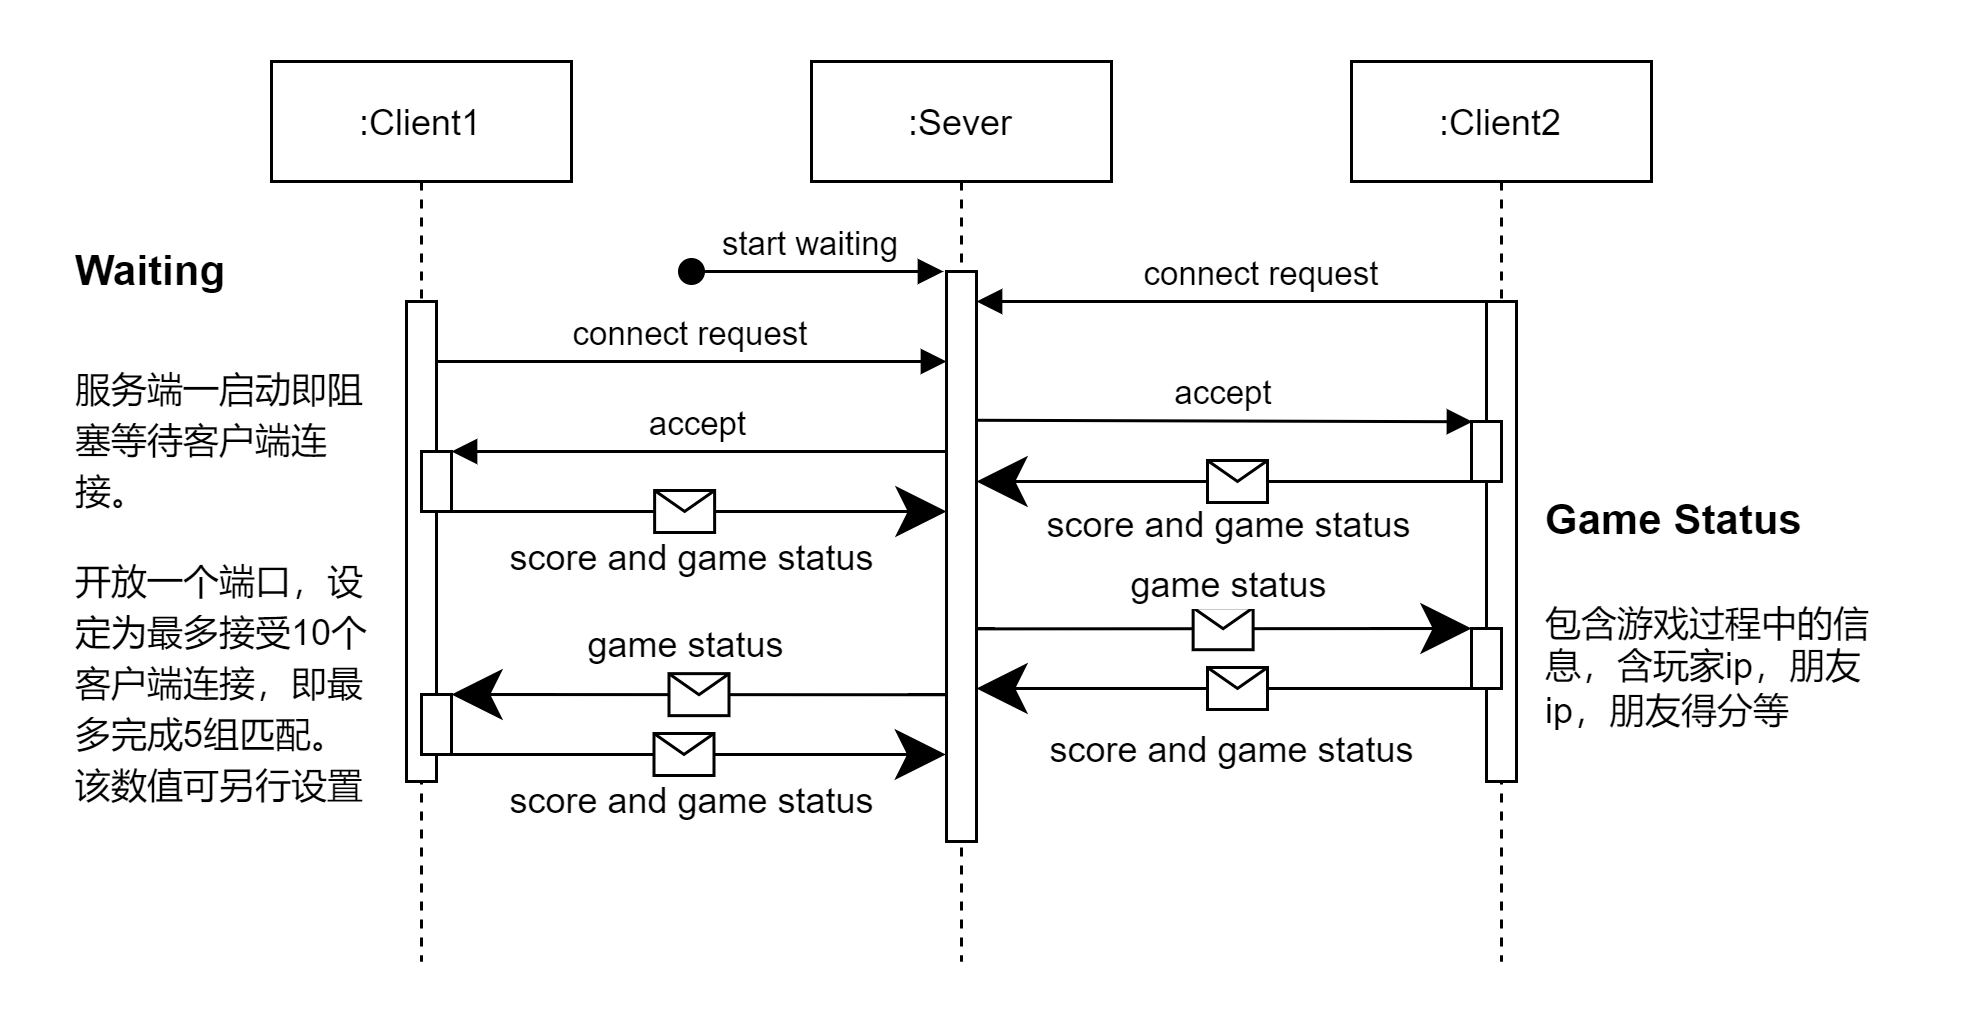 :Client1
:Sever
:Client2
start waiting
Waiting
connect request
connect request
服务端一启动即阻
塞等待客户端连
接。
accept
accept
score and game status
Game Status
score and game status
开放一个端口，设
定为最多接受10个
客户端连接，即最
多完成5组匹配。
该数值可另行设置
game status
包含游戏过程中的信
息，含玩家ip，朋友
ip，朋友得分等
game status
score and game status
score and game status